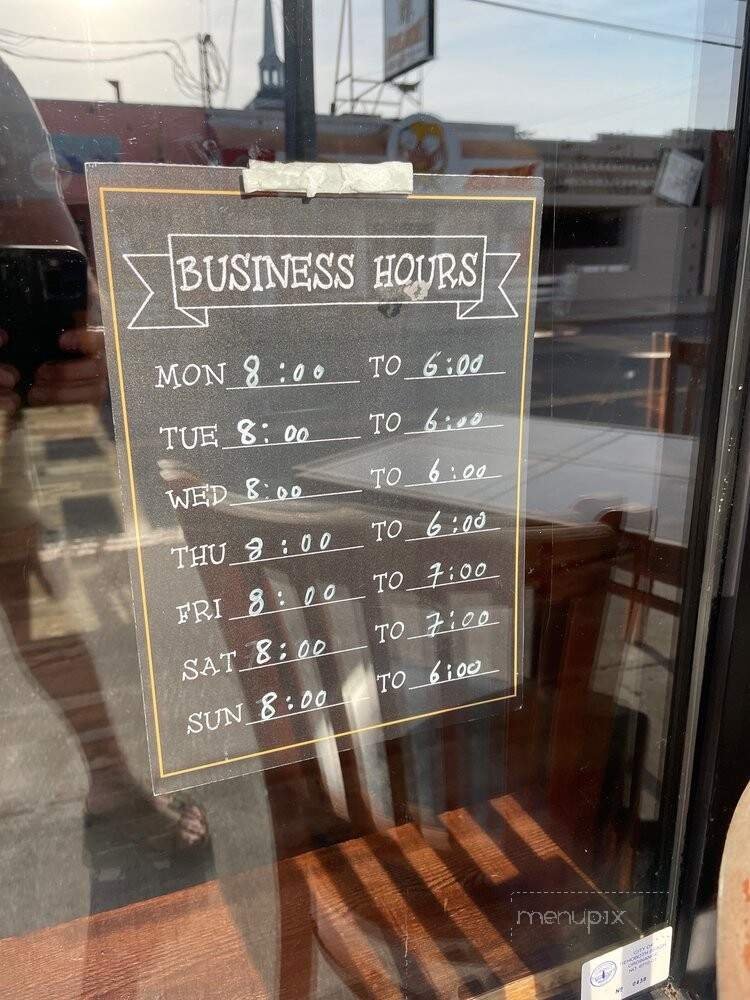 BUSINESS HOURS
MON 8:00 TO 6:00
TUE 8:00 TO 6:00
WED 8:00 TO 6:00
THU 8:00 TO 6:00
FRI 8:00 TO 7:00
SAT 8:00 TO 7:00
SUN 8:00 TO 6:00
menupix
CITY OF